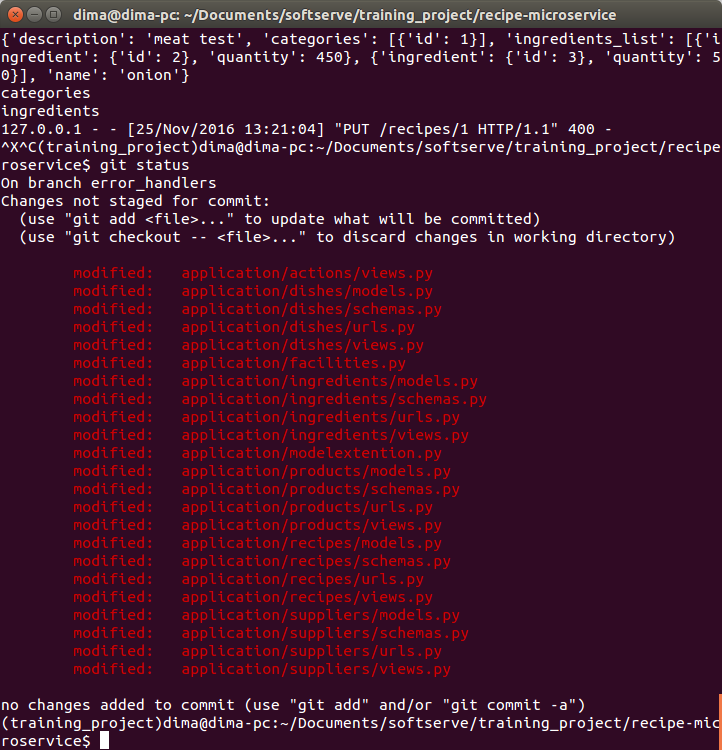 dima@dima-pc: ~/Documents/softserve/training_project/recipe-microservice
{'description': 'meat test', 'categories': [{'id': 1}], 'ingredients_list': [{'i
ngredient': {'id': 2}, 'quantity': 450}, {'ingredient': {'id': 3}, 'quantity': 5
0}], 'name': 'onion'}
categories
ingredients
127.0.0.1 - - [25/Nov/2016 13:21:04] "PUT /recipes/1 HTTP/1.1" 400 -
^X^C(training_project)dima@dima-pc:~/Documents/softserve/training_project/recipe
roservice$ git status
On branch error_handlers
Changes not staged for commit:
  (use "git add <file>..." to update what will be committed)
  (use "git checkout -- <file>..." to discard changes in working directory)
        modified:   application/actions/views.py
        modified:   application/dishes/models.py
        modified:   application/dishes/schemas.py
        modified:   application/dishes/urls.py
        modified:   application/dishes/views.py
        modified:   application/facilities.py
        modified:   application/ingredients/models.py
        modified:   application/ingredients/schemas.py
        modified:   application/ingredients/urls.py
        modified:   application/ingredients/views.py
        modified:   application/modelextention.py
        modified:   application/products/models.py
        modified:   application/products/schemas.py
        modified:   application/products/urls.py
        modified:   application/products/views.py
        modified:   application/recipes/models.py
        modified:   application/recipes/schemas.py
        modified:   application/recipes/urls.py
        modified:   application/recipes/views.py
        modified:   application/suppliers/models.py
        modified:   application/suppliers/schemas.py
        modified:   application/suppliers/urls.py
        modified:   application/suppliers/views.py
no changes added to commit (use "git add" and/or "git commit -a")
(training_project)dima@dima-pc:~/Documents/softserve/training_project/recipe-mic
roservice$